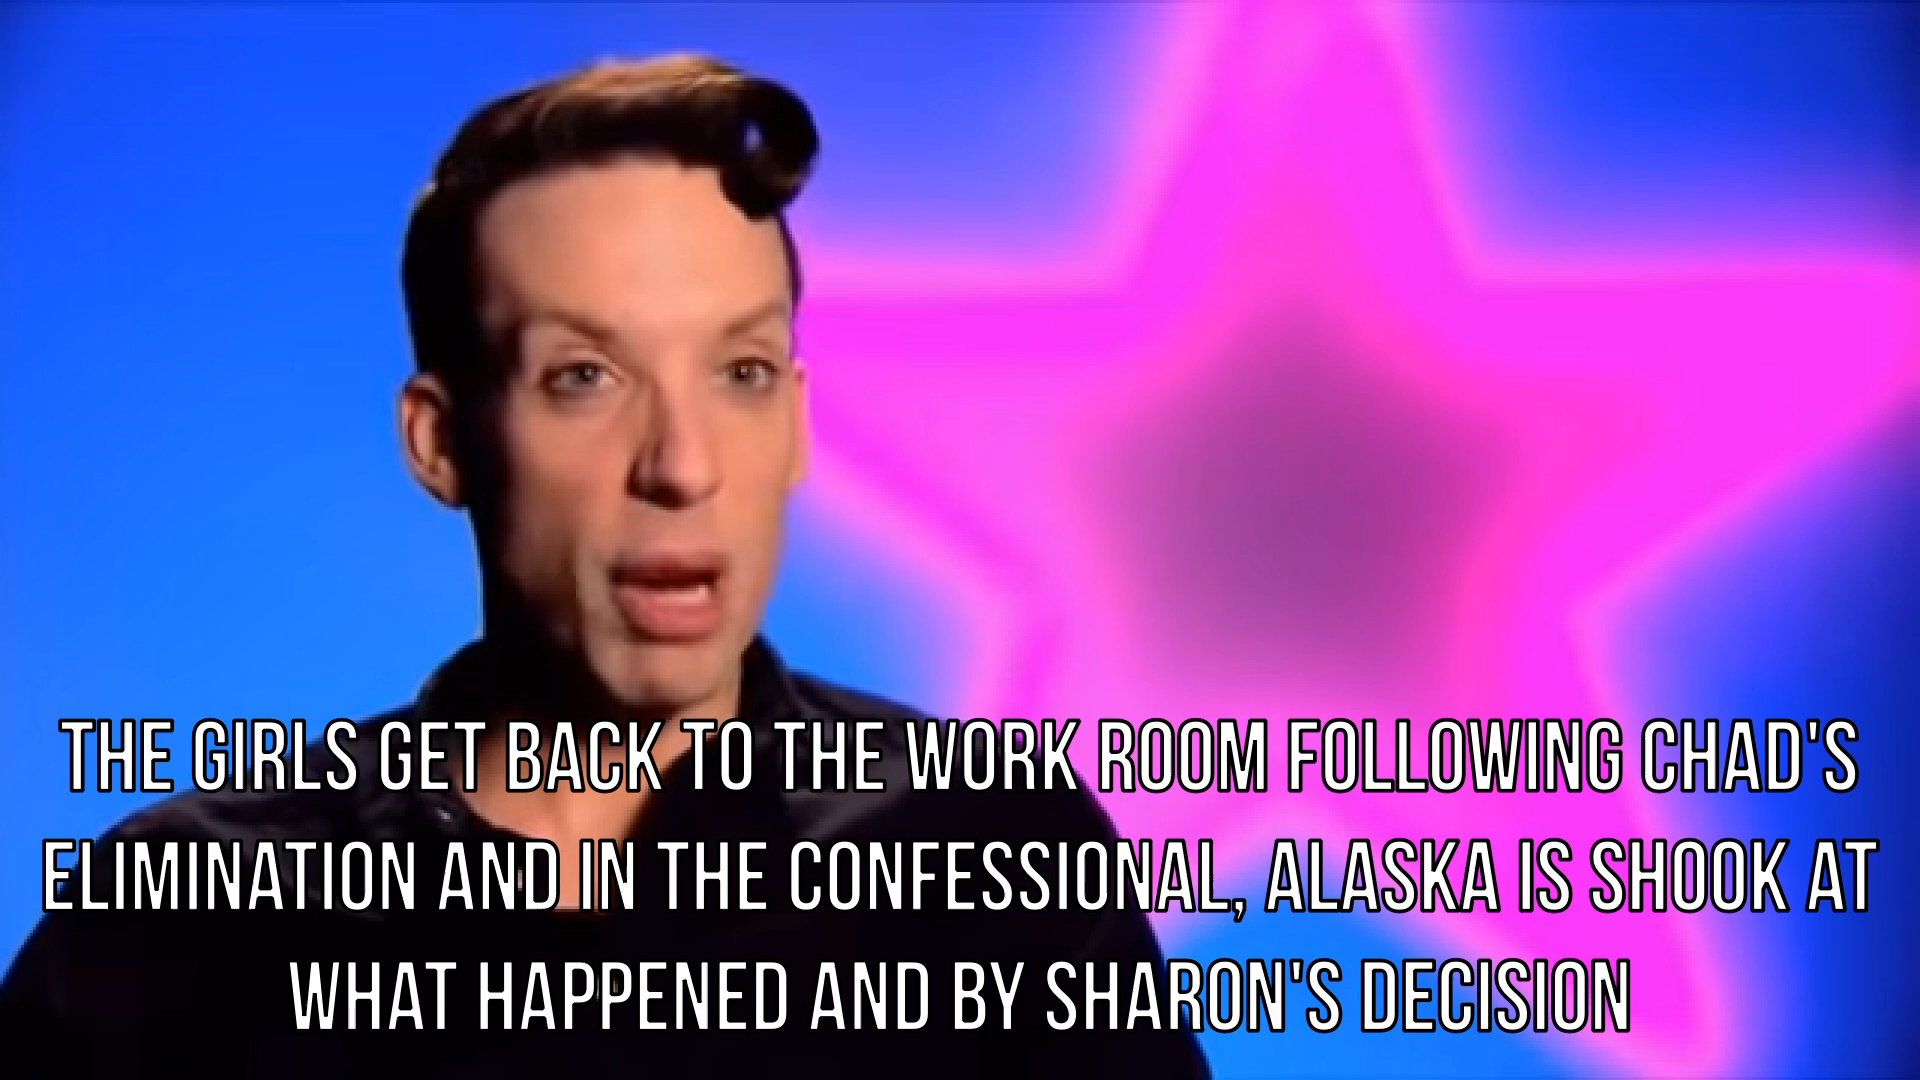 THE GIRLS GET BACK TO THE WORK ROOM FOLLOWING CHAD'S
ELIMINATION AND IN THE CONFESSIONAL, ALASKA IS SHOOK AT
WHAT HAPPENED AND BY SHARON'S DECISION